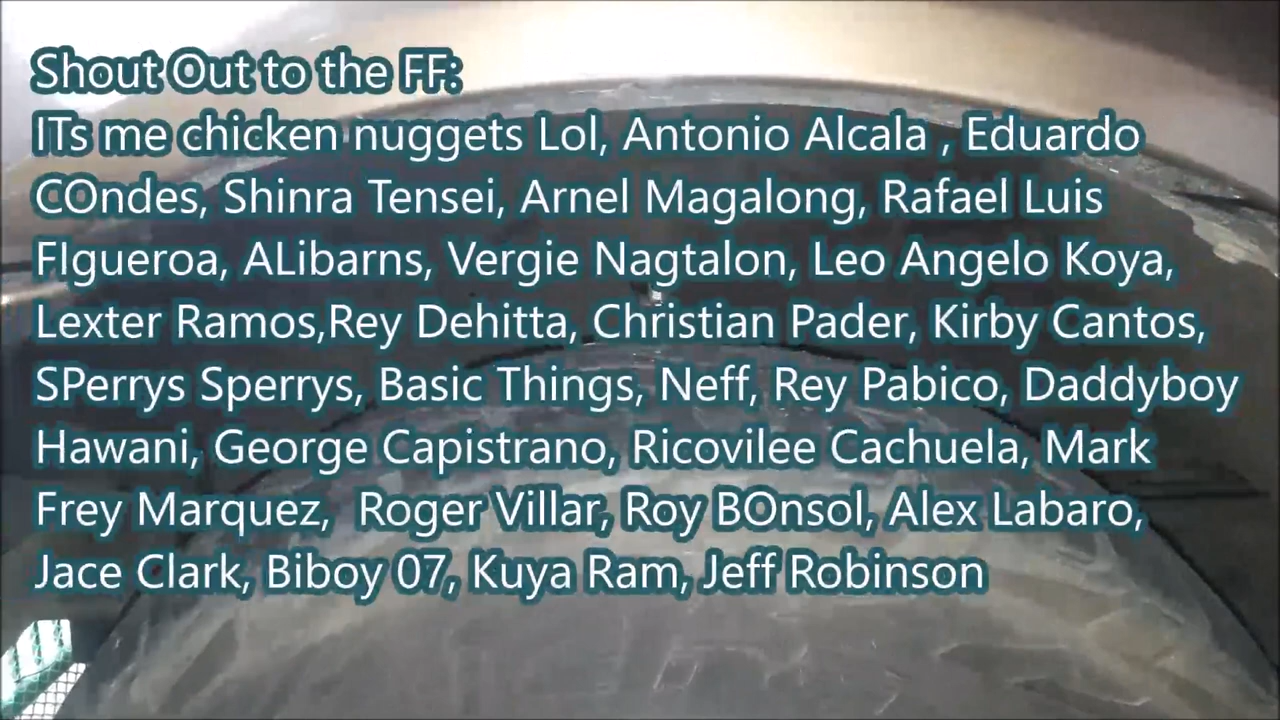 Shout Out to the FF:
ITs me chicken nuggets Lol, Antonio Alcala , Eduardo
COndes, Shinra Tensei, Arnel Magalong, Rafael Luis
FIgueroa, ALibarns, Vergie Nagtalon, Leo Angelo Koya,
Lexter Ramos,Rey Dehitta, Christian Pader, Kirby Cantos,
SPerrys Sperrys, Basic Things, Neff, Rey Pabico, Daddyboy
Hawani, George Capistrano, Ricovilee Cachuela, Mark
Frey Marquez,  Roger Villar, Roy BOnsol, Alex Labaro,
Jace Clark, Biboy 07, Kuya Ram, Jeff Robinson